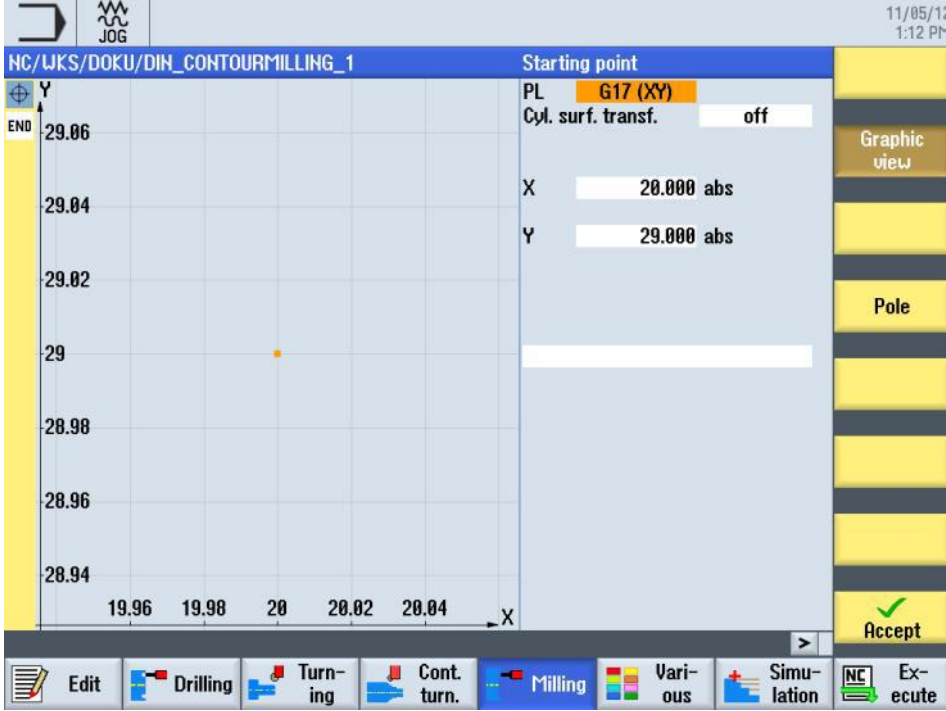 JOG
11/05/12
1:12 PM
NC/WKS/DOKU/DIN_CONTOURMILLING_1
Starting point
Y
END
29.06
29.04
29.02
29
28.98
28.96
28.94
19.96 19.98 20 20.02 20.04 X
PL G17 (XY)
Cyl. surf. transf. off
X 20.000 abs
Y 29.000 abs
Graphic
view
Pole
Accept
>
Edit
Drilling
Turn-
ing
Cont.
turn.
Milling
Vari-
ous
Simu-
lation
NC
Ex-
ecute